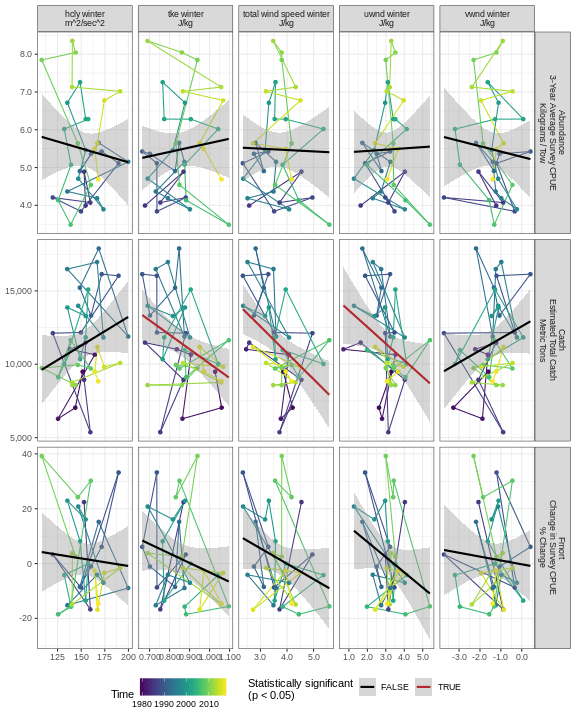 hdly winter
m^2/sec^2
tke winter
J/kg
total wind speed winter
J/kg
uwnd winter
J/kg
vwnd winter
J/kg
8.0
7.0
6.0
5.0
4.0
Abundance
3-Year Average Survey CPUE
Kilograms / Tow
15,000
10,000
5,000
Catch
Estimated Total Catch
Metric Tons
40
20
0
-20
Fmort
Change in Survey CPUE
% Change
125 150 175 200
0.700 0.800 0.900 1.000 1.100
3.0 4.0 5.0
1.0 2.0 3.0 4.0 5.0
-3.0 -2.0 -1.0 0.0
Time
1980 1990 2000 2010
Statistically significant
(p < 0.05)
FALSE
TRUE